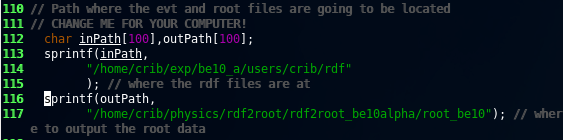 110 // Path where the evt and root files are going to be located
111 // CHANGE ME FOR YOUR COMPUTER!
112   char inPath[100],outPath[100];
113   sprintf(inPath,
114         "/home/crib/exp/be10_a/users/crib/rdf"
115         ); // where the rdf files are at
116   sprintf(outPath,
117         "/home/crib/physics/rdf2root/rdf2root_be10alpha/root_be10"); // wher
e to output the root data